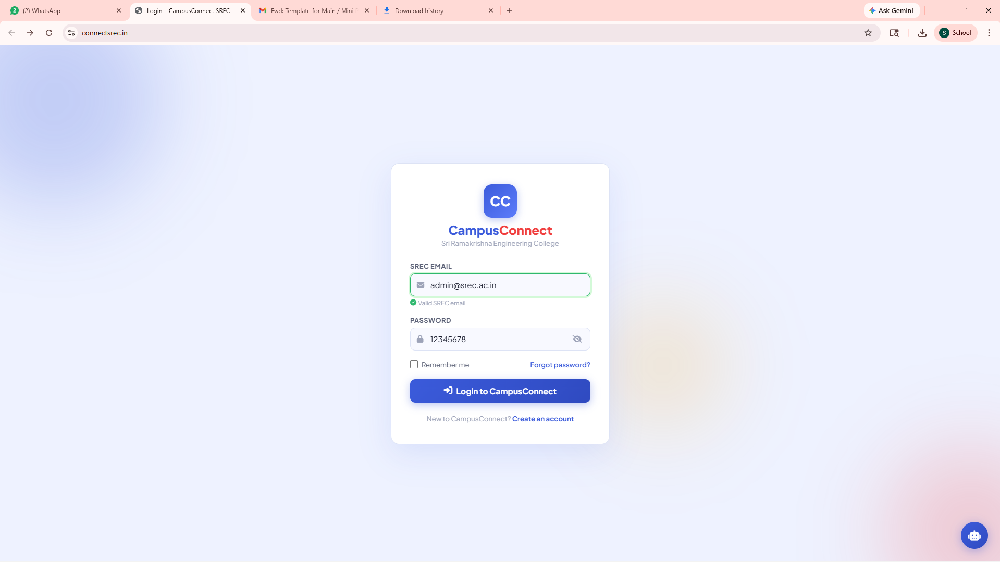 2
(2) WhatsApp
Login – CampusConnect SREC
Fwd: Template for Main / Mini
Download history
Ask Gemini
connectsrec.in
S
School
CC
CampusConnect
Sri Ramakrishna Engineering College
SREC EMAIL
admin@srec.ac.in
Valid SREC email
PASSWORD
12345678
Remember me
Forgot password?
Login to CampusConnect
New to CampusConnect? Create an account